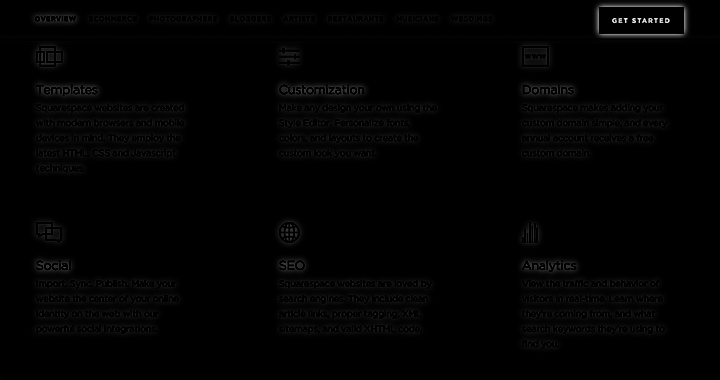 OVERVIEW ECOMMERCE PHOTOGRAPHERS BLOGGERS ARTISTS RESTAURANTS MUSICIANS WEDDINGS
GET STARTED
Templates
Squarespace websites are created
with modern browsers and mobile
devices in mind. They employ the
latest HTML, CSS and Javascript
techniques.
Customization
Make any design your own using the
Style Editor. Personalize fonts,
colors, and layouts to create the
custom look you want.
WWW
Domains
Squarespace makes adding your
custom domain simple, and every
annual account receives a free
custom domain.
Social
Import. Sync. Publish. Make your
website the center of your online
identity on the web with our
powerful social integrations.
SEO
Squarespace websites are loved by
search engines. They include clean
article links, proper tagging, XML
sitemaps, and valid XHTML code.
Analytics
View the traffic and behavior of
visitors in real-time. Learn where
they're coming from, and what
search keywords they're using to
find you.